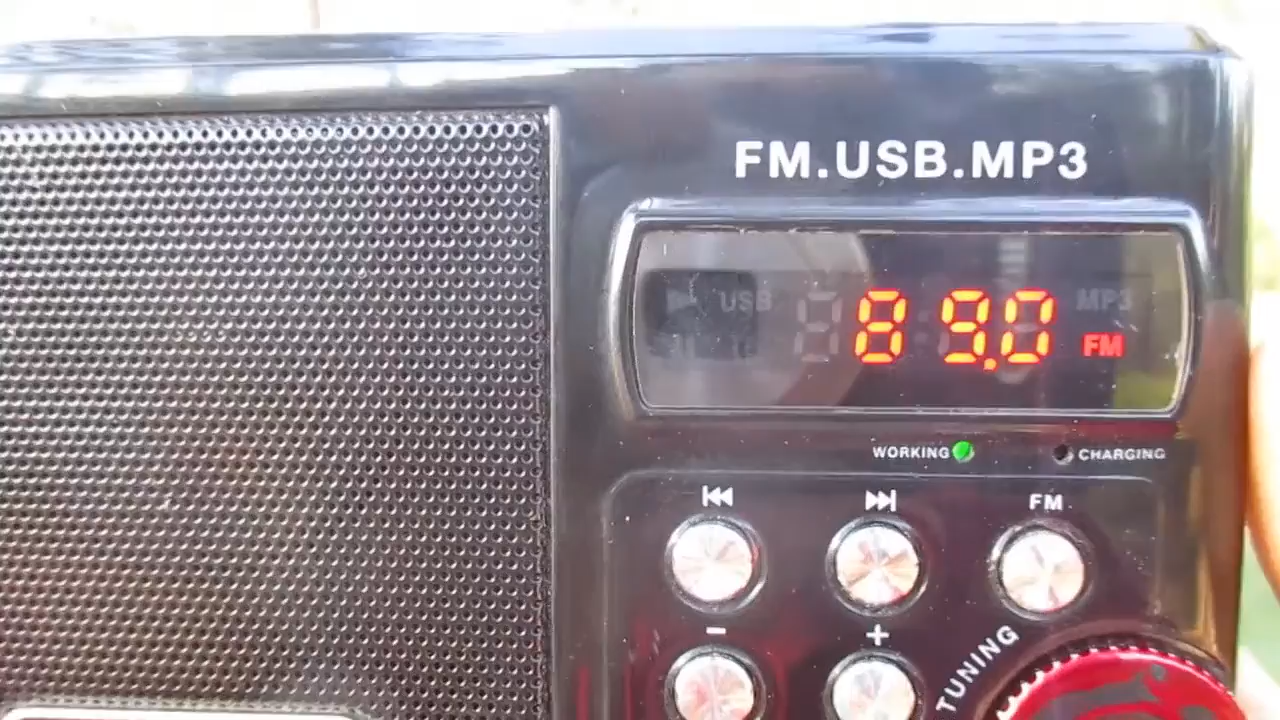 FM.USB.MP3
USB
MP3
89.0
FM
WORKING
CHARGING
FM
-
+
TUNING